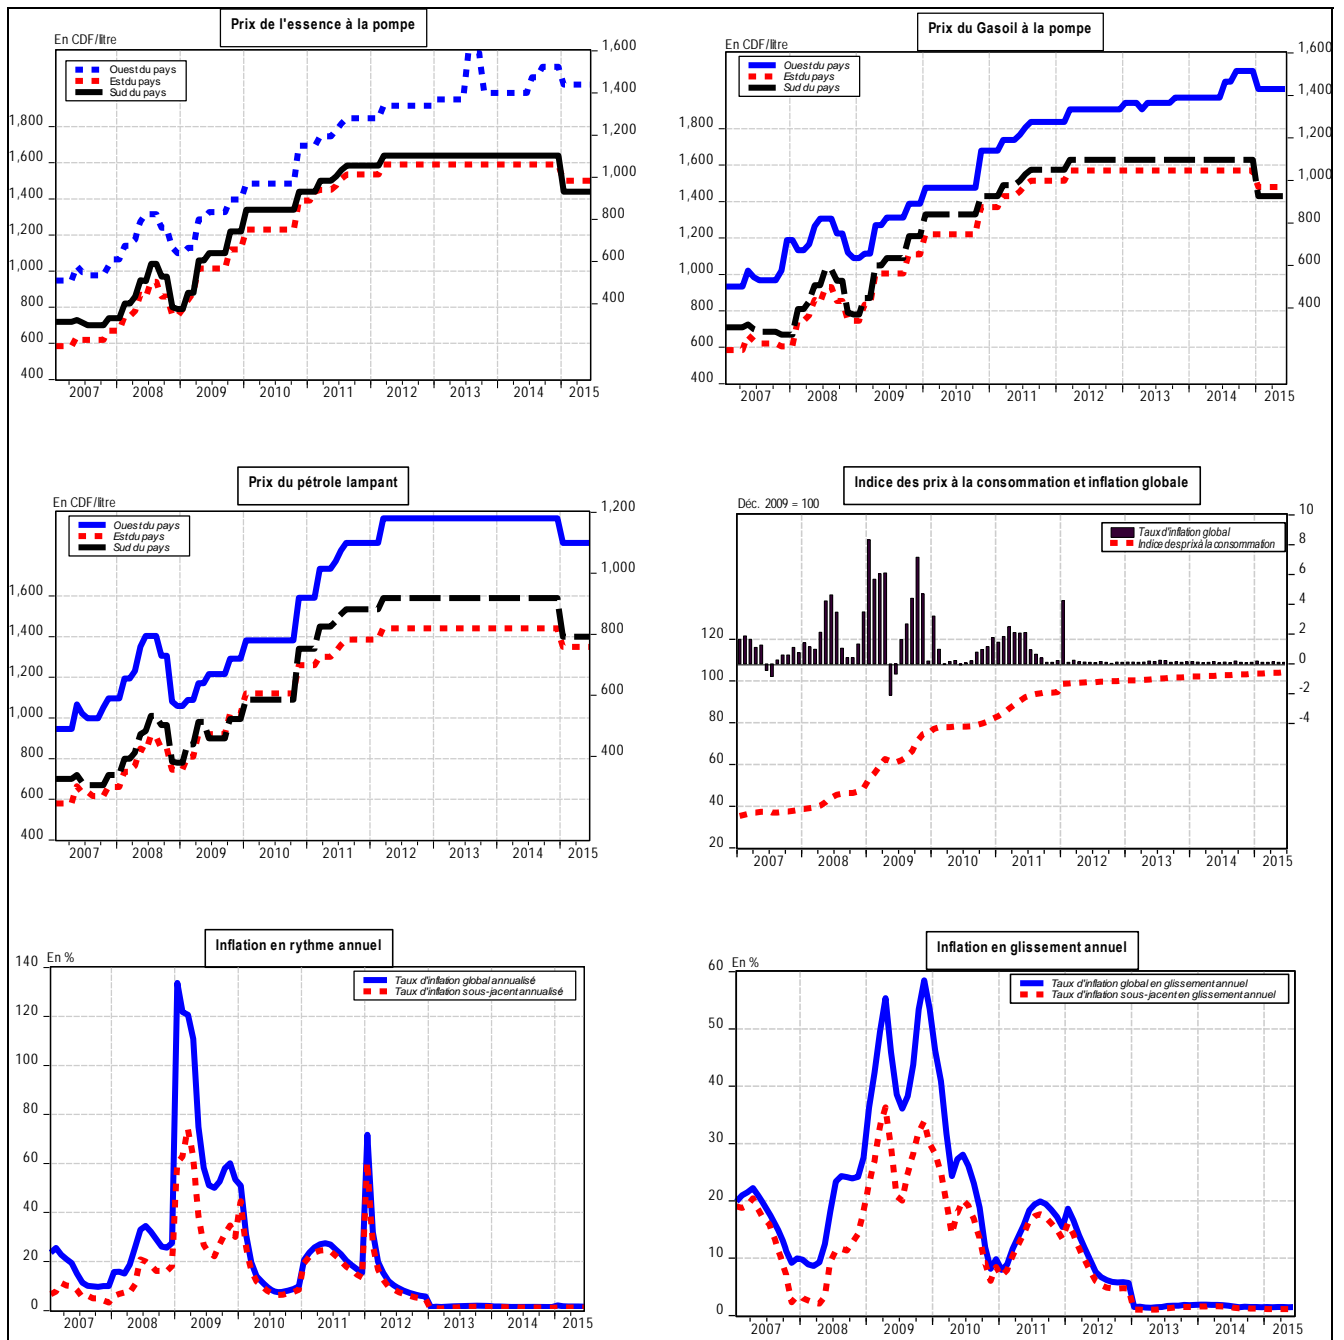 Prix de l'essence à la pompe
En CDF/litre
Ouest du pays
Est du pays
Sud du pays
1,800
1,600
1,400
1,200
1,000
800
600
400
1,600
1,400
1,200
1,000
800
600
400
2007 2008 2009 2010 2011 2012 2013 2014 2015
Prix du Gasoil à la pompe
En CDF/litre
Ouest du pays
Est du pays
Sud du pays
1,800
1,600
1,400
1,200
1,000
800
600
400
1,600
1,400
1,200
1,000
800
600
400
2007 2008 2009 2010 2011 2012 2013 2014 2015
Prix du pétrole lampant
En CDF/litre
Ouest du pays
Est du pays
Sud du pays
1,600
1,400
1,200
1,000
800
600
400
1,200
1,000
800
600
400
2007 2008 2009 2010 2011 2012 2013 2014 2015
Indice des prix à la consommation et inflation globale
Déc. 2009 = 100
Taux d'inflation global
Indice des prix à la consommation
120
100
80
60
40
20
10
8
6
4
2
0
-2
-4
2007 2008 2009 2010 2011 2012 2013 2014 2015
Inflation en rythme annuel
En %
Taux d'inflation global annualisé
Taux d'inflation sous-jacent annualisé
140
120
100
80
60
40
20
0
2007 2008 2009 2010 2011 2012 2013 2014 2015
Inflation en glissement annuel
En %
Taux d'inflation global en glissement annuel
Taux d'inflation sous-jacent en glissement annuel
60
50
40
30
20
10
0
2007 2008 2009 2010 2011 2012 2013 2014 2015